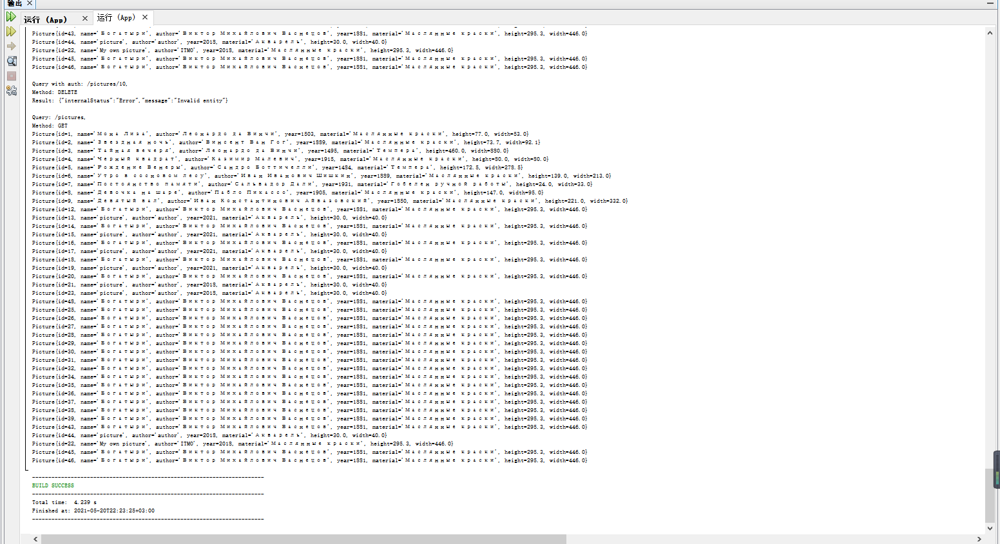 输出
运行 (App)
运行 (App)
Picture{id=43, name='Богатыри', author='Виктор Михайлович Васнецов', year=1881, material='Маслянные краски', height=295.3, width=446.0}
Picture{id=44, name='picture', author='author', year=2018, material='Акварель', height=30.0, width=40.0}
Picture{id=22, name='My own picture', author='ITMO', year=2018, material='Маслянные краски', height=295.3, width=446.0}
Picture{id=45, name='Богатыри', author='Виктор Михайлович Васнецов', year=1881, material='Маслянные краски', height=295.3, width=446.0}
Picture{id=46, name='Богатыри', author='Виктор Михайлович Васнецов', year=1881, material='Маслянные краски', height=295.3, width=446.0}
Query with auth: /pictures/10,
Method: DELETE
Result: {"internalStatus":"Error","message":"Invalid entity"}
Query: /pictures,
Method: GET
Picture{id=1, name='Мона Лиза', author='Леонардо да Винчи', year=1503, material='Маслянные краски', height=77.0, width=53.0}
Picture{id=2, name='Звездная ночь', author='Винсент Ван Гог', year=1889, material='Маслянные краски', height=73.7, width=92.1}
Picture{id=3, name='Тайная вечеря', author='Леонардо да Винчи', year=1495, material='Темпера', height=460.0, width=880.0}
Picture{id=4, name='Черный квадрат', author='Казимир Малевич', year=1915, material='Маслянные краски', height=80.0, width=80.0}
Picture{id=5, name='Рождение Венеры', author='Сандро Боттичелли', year=1484, material='Темпера', height=172.5, width=278.5}
Picture{id=6, name='Утро в сосновом лесу', author='Иван Иванович Шишкин', year=1889, material='Маслянные краски', height=139.0, width=213.0}
Picture{id=7, name='Постоянство памяти', author='Сальвадор Дали', year=1931, material='Гобелен ручной работы', height=24.0, width=33.0}
Picture{id=8, name='Девочка на шаре', author='Пабло Пикассо', year=1905, material='Маслянные краски', height=147.0, width=95.0}
Picture{id=9, name='Девятый вал', author='Иван Константинович Айвазовский', year=1850, material='Маслянные краски', height=221.0, width=332.0}
Picture{id=12, name='Богатыри', author='Виктор Михайлович Васнецов', year=1881, material='Маслянные краски', height=295.3, width=446.0}
Picture{id=13, name='picture', author='author', year=2021, material='Акварель', height=30.0, width=40.0}
Picture{id=14, name='Богатыри', author='Виктор Михайлович Васнецов', year=1881, material='Маслянные краски', height=295.3, width=446.0}
Picture{id=15, name='picture', author='author', year=2021, material='Акварель', height=30.0, width=40.0}
Picture{id=16, name='Богатыри', author='Виктор Михайлович Васнецов', year=1881, material='Маслянные краски', height=295.3, width=446.0}
Picture{id=17, name='picture', author='author', year=2021, material='Акварель', height=30.0, width=40.0}
Picture{id=18, name='Богатыри', author='Виктор Михайлович Васнецов', year=1881, material='Маслянные краски', height=295.3, width=446.0}
Picture{id=19, name='picture', author='author', year=2021, material='Акварель', height=30.0, width=40.0}
Picture{id=20, name='Богатыри', author='Виктор Михайлович Васнецов', year=1881, material='Маслянные краски', height=295.3, width=446.0}
Picture{id=21, name='picture', author='author', year=2018, material='Акварель', height=30.0, width=40.0}
Picture{id=23, name='picture', author='author', year=2018, material='Акварель', height=30.0, width=40.0}
Picture{id=48, name='Богатыри', author='Виктор Михайлович Васнецов', year=1881, material='Маслянные краски', height=295.3, width=446.0}
Picture{id=25, name='Богатыри', author='Виктор Михайлович Васнецов', year=1881, material='Маслянные краски', height=295.3, width=446.0}
Picture{id=26, name='Богатыри', author='Виктор Михайлович Васнецов', year=1881, material='Маслянные краски', height=295.3, width=446.0}
Picture{id=27, name='Богатыри', author='Виктор Михайлович Васнецов', year=1881, material='Маслянные краски', height=295.3, width=446.0}
Picture{id=28, name='Богатыри', author='Виктор Михайлович Васнецов', year=1881, material='Маслянные краски', height=295.3, width=446.0}
Picture{id=29, name='Богатыри', author='Виктор Михайлович Васнецов', year=1881, material='Маслянные краски', height=295.3, width=446.0}
Picture{id=30, name='Богатыри', author='Виктор Михайлович Васнецов', year=1881, material='Маслянные краски', height=295.3, width=446.0}
Picture{id=31, name='Богатыри', author='Виктор Михайлович Васнецов', year=1881, material='Маслянные краски', height=295.3, width=446.0}
Picture{id=32, name='Богатыри', author='Виктор Михайлович Васнецов', year=1881, material='Маслянные краски', height=295.3, width=446.0}
Picture{id=34, name='Богатыри', author='Виктор Михайлович Васнецов', year=1881, material='Маслянные краски', height=295.3, width=446.0}
Picture{id=35, name='Богатыри', author='Виктор Михайлович Васнецов', year=1881, material='Маслянные краски', height=295.3, width=446.0}
Picture{id=36, name='Богатыри', author='Виктор Михайлович Васнецов', year=1881, material='Маслянные краски', height=295.3, width=446.0}
Picture{id=37, name='Богатыри', author='Виктор Михайлович Васнецов', year=1881, material='Маслянные краски', height=295.3, width=446.0}
Picture{id=38, name='Богатыри', author='Виктор Михайлович Васнецов', year=1881, material='Маслянные краски', height=295.3, width=446.0}
Picture{id=39, name='Богатыри', author='Виктор Михайлович Васнецов', year=1881, material='Маслянные краски', height=295.3, width=446.0}
Picture{id=43, name='Богатыри', author='Виктор Михайлович Васнецов', year=1881, material='Маслянные краски', height=295.3, width=446.0}
Picture{id=44, name='picture', author='author', year=2018, material='Акварель', height=30.0, width=40.0}
Picture{id=22, name='My own picture', author='ITMO', year=2018, material='Маслянные краски', height=295.3, width=446.0}
Picture{id=45, name='Богатыри', author='Виктор Михайлович Васнецов', year=1881, material='Маслянные краски', height=295.3, width=446.0}
Picture{id=46, name='Богатыри', author='Виктор Михайлович Васнецов', year=1881, material='Маслянные краски', height=295.3, width=446.0}
------------------------------------------------------------------------
BUILD SUCCESS
------------------------------------------------------------------------
Total time:  4.239 s
Finished at: 2021-05-20T22:23:25+03:00
------------------------------------------------------------------------